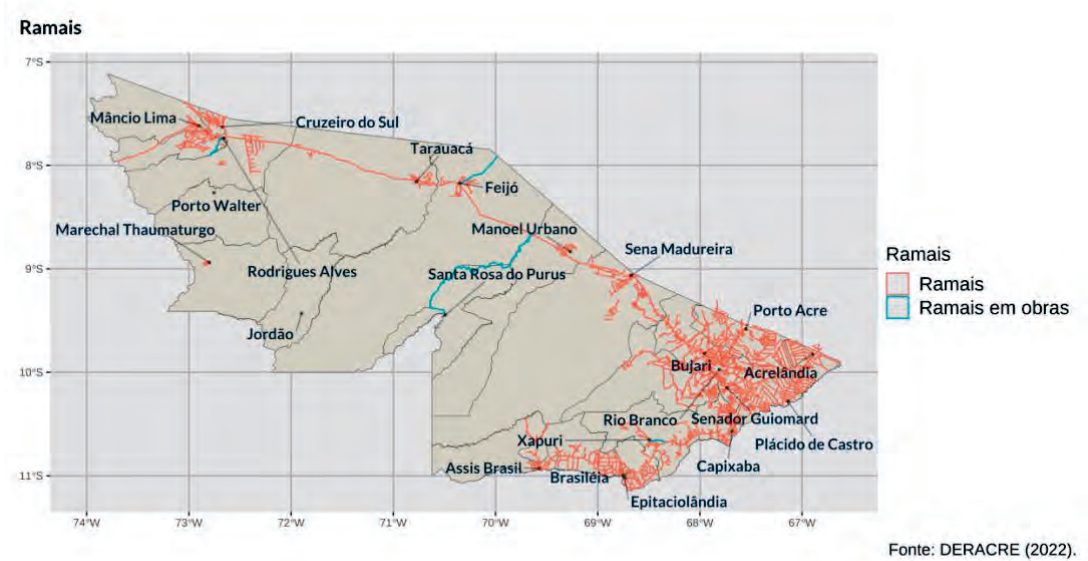 Ramais
7°S
Mâncio Lima
Cruzeiro do Sul
Tarauacá
8°S
Feijó
Porto Walter
Marechal Thaumaturgo
Manoel Urbano
Sena Madureira
9°S
Rodrigues Alves
Santa Rosa do Purus
Jordão
Porto Acre
Bujari
Acrelândia
10°S
Rio Branco
Senador Guiomard
Plácido de Castro
Xapuri
Capixaba
Assis Brasil
Brasiléia
11°S
Epitaciolândia
74°W
73°W
72°W
71°W
70°W
69°W
68°W
67°W
Ramais
Ramais
Ramais em obras
Fonte: DERACRE (2022).